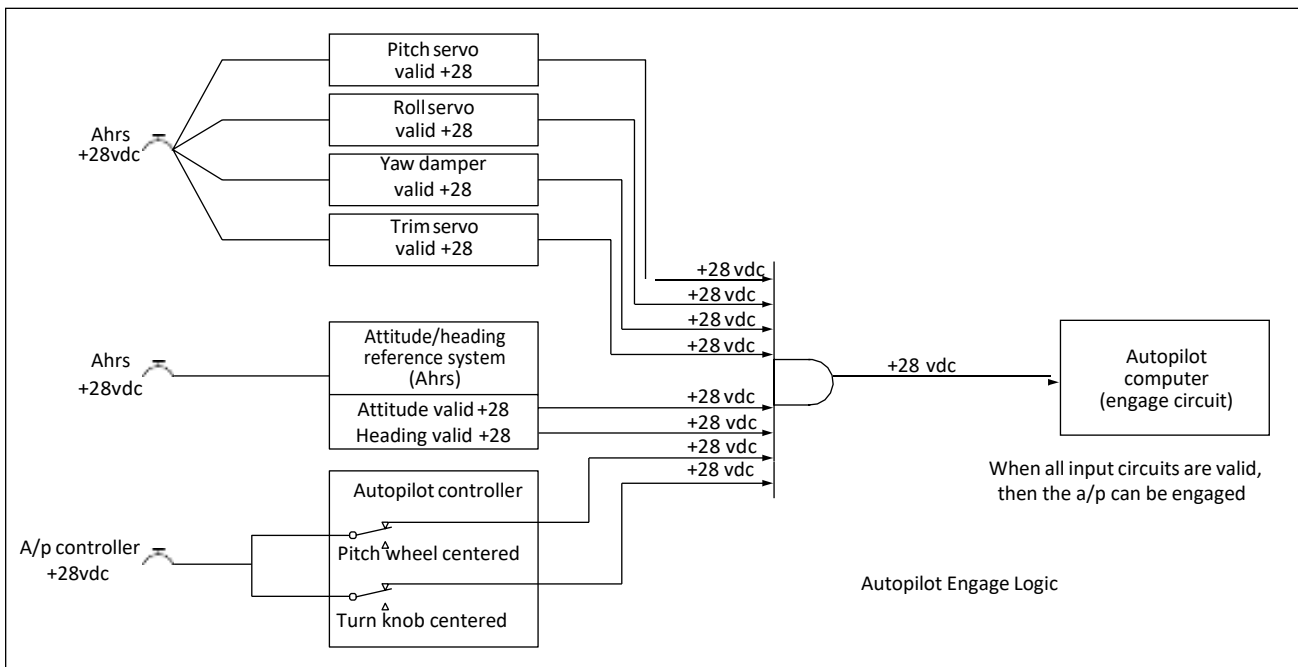 Pitch servo
valid +28
Roll servo
valid +28
Ahrs
+28vdc
Yaw damper
valid +28
Trim servo
valid +28
+28 vdc
+28 vdc
+28 vdc
+28 vdc
Ahrs
+28vdc
Attitude/heading
reference system
(Ahrs)
Attitude valid +28
Heading valid +28
+28 vdc
+28 vdc
+28 vdc
+28 vdc
+28 vdc
Autopilot
computer
(engage circuit)
When all input circuits are valid,
then the a/p can be engaged
A/p controller
+28vdc
Autopilot controller
Pitch wheel centered
Turn knob centered
Autopilot Engage Logic